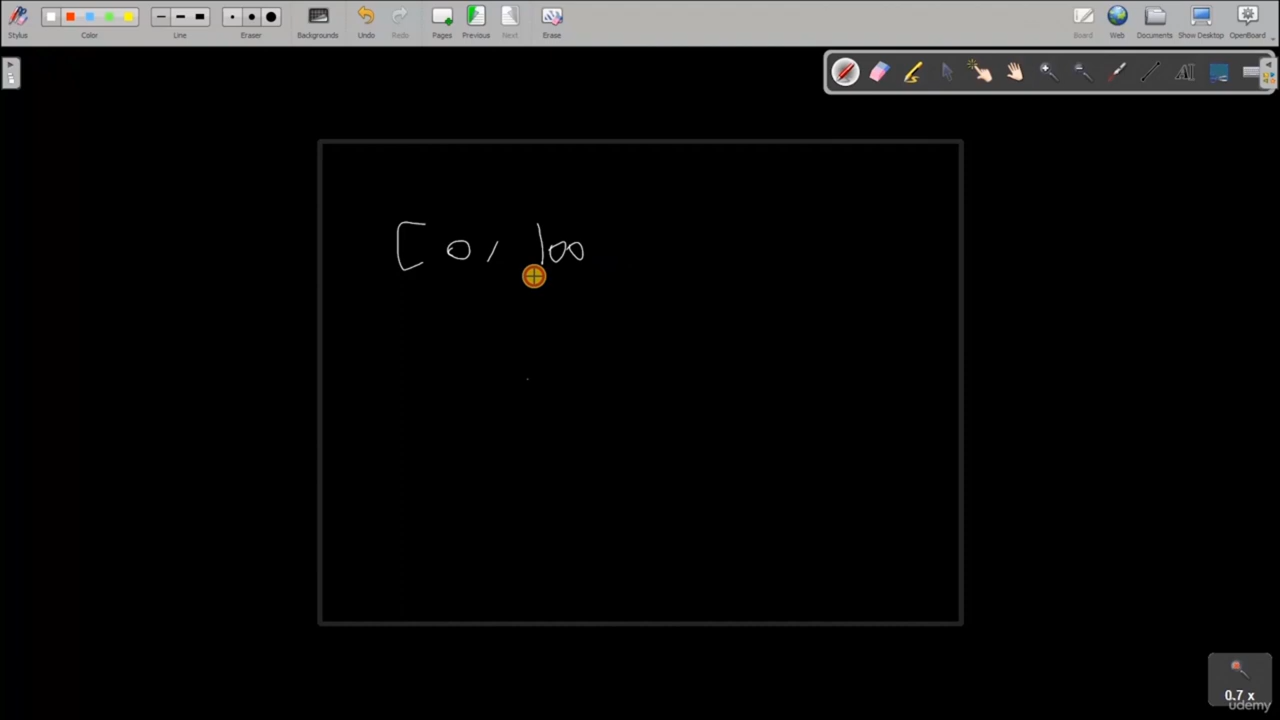 Stylus Color Line Eraser Backgrounds Undo Redo Pages Previous Next Erase Board Web Documents Show Desktop OpenBoard
AI
[ 0, 100
0.7 x
udemy